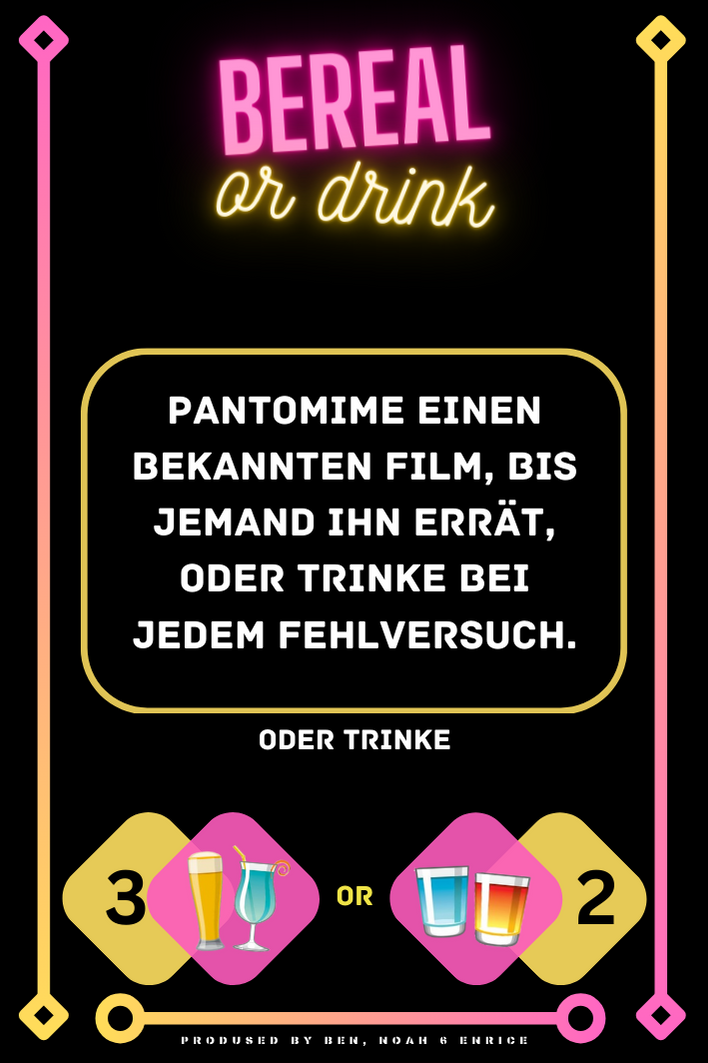 BEREAL
or drink
PANTOMIME EINEN
BEKANNTEN FILM, BIS
JEMAND IHN ERRÄT,
ODER TRINKE BEI
JEDEM FEHLVERSUCH.
ODER TRINKE
3 OR 2
PRODUSED BY BEN, NOAH & ENRICE